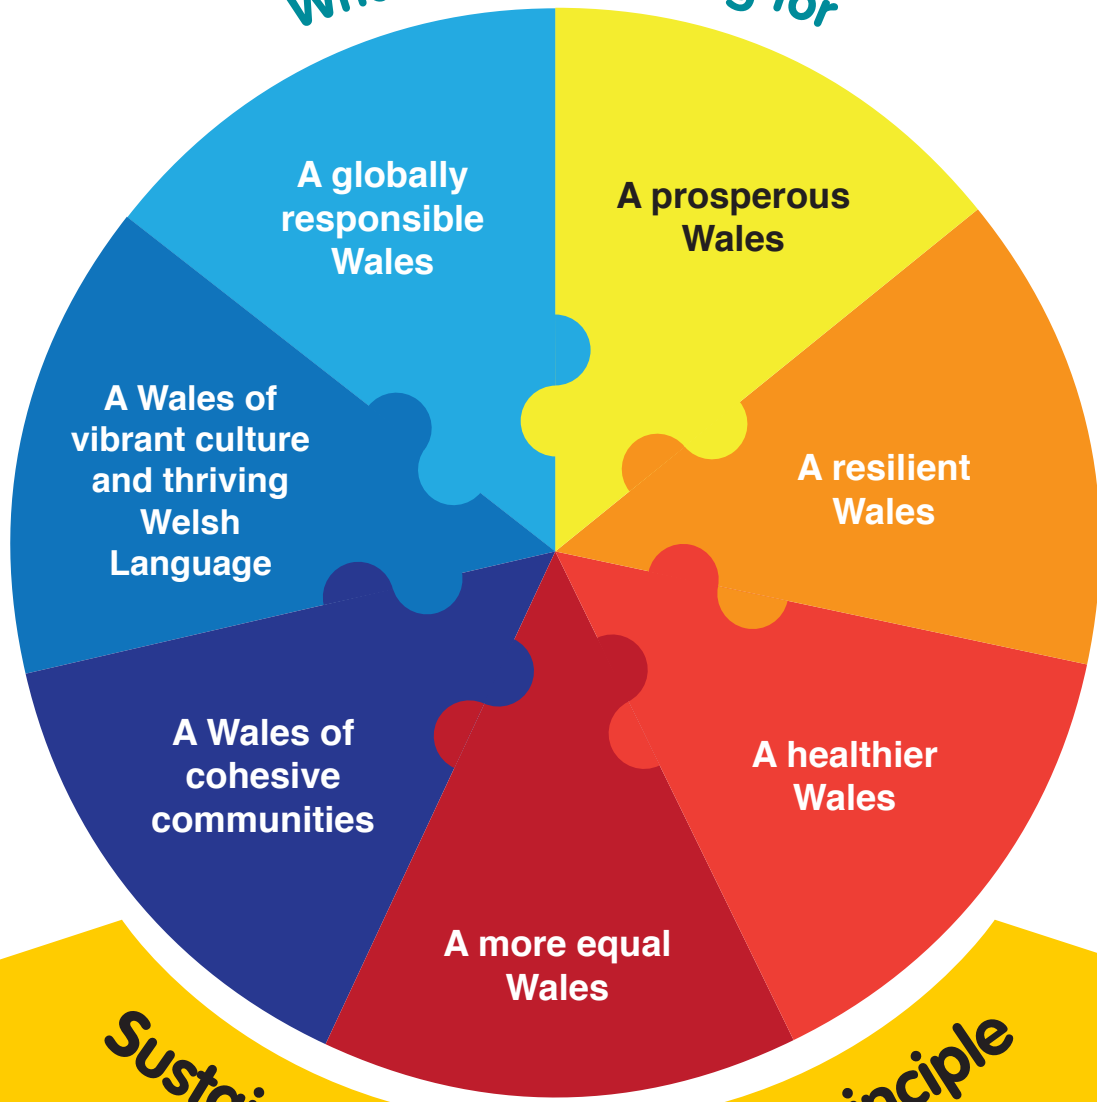 for
A prosperous
Wales
A resilient
Wales
A healthier
Wales
A more equal
Wales
A Wales of
cohesive
communities
A Wales of
vibrant culture
and thriving
Welsh
Language
A globally
responsible
Wales